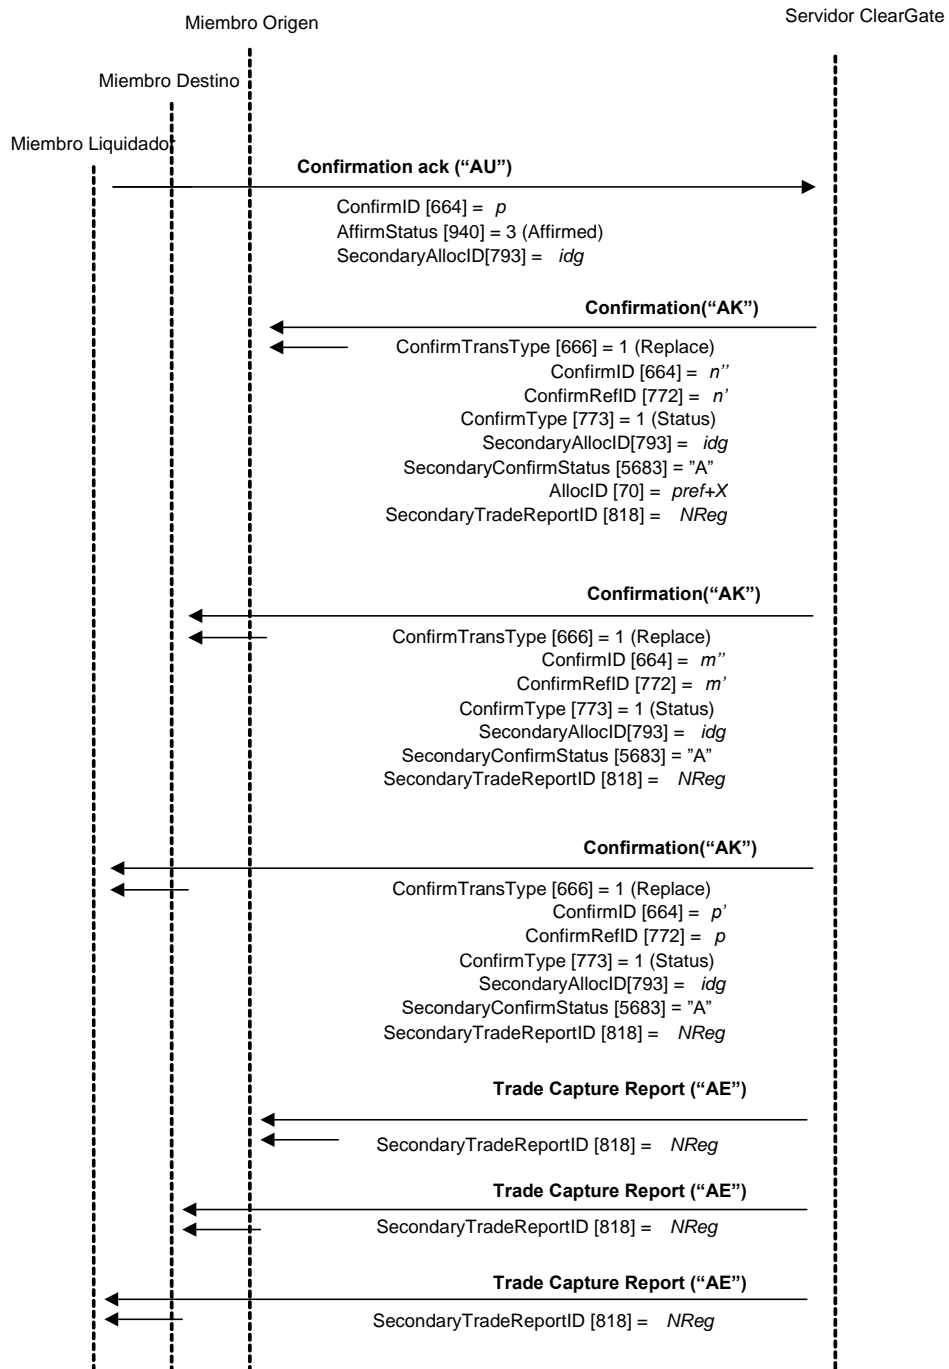 Servidor ClearGate
Miembro Origen
Miembro Destino
Miembro Liquidador
Confirmation ack (“AU”)
ConfirmID [664] = p
AffirmStatus [940] = 3 (Affirmed)
SecondaryAllocID[793] = idg
Confirmation(“AK”)
ConfirmTransType [666] = 1 (Replace)
ConfirmID [664] = n’’
ConfirmRefID [772] = n’
ConfirmType [773] = 1 (Status)
SecondaryAllocID[793] = idg
SecondaryConfirmStatus [5683] = ”A”
AllocID [70] = pref+X
SecondaryTradeReportID [818] = NReg
Confirmation(“AK”)
ConfirmTransType [666] = 1 (Replace)
ConfirmID [664] = m’’
ConfirmRefID [772] = m’
ConfirmType [773] = 1 (Status)
SecondaryAllocID[793] = idg
SecondaryConfirmStatus [5683] = ”A”
SecondaryTradeReportID [818] = NReg
Confirmation(“AK”)
ConfirmTransType [666] = 1 (Replace)
ConfirmID [664] = p’
ConfirmRefID [772] = p
ConfirmType [773] = 1 (Status)
SecondaryAllocID[793] = idg
SecondaryConfirmStatus [5683] = ”A”
SecondaryTradeReportID [818] = NReg
Trade Capture Report (“AE”)
SecondaryTradeReportID [818] = NReg
Trade Capture Report (“AE”)
SecondaryTradeReportID [818] = NReg
Trade Capture Report (“AE”)
SecondaryTradeReportID [818] = NReg